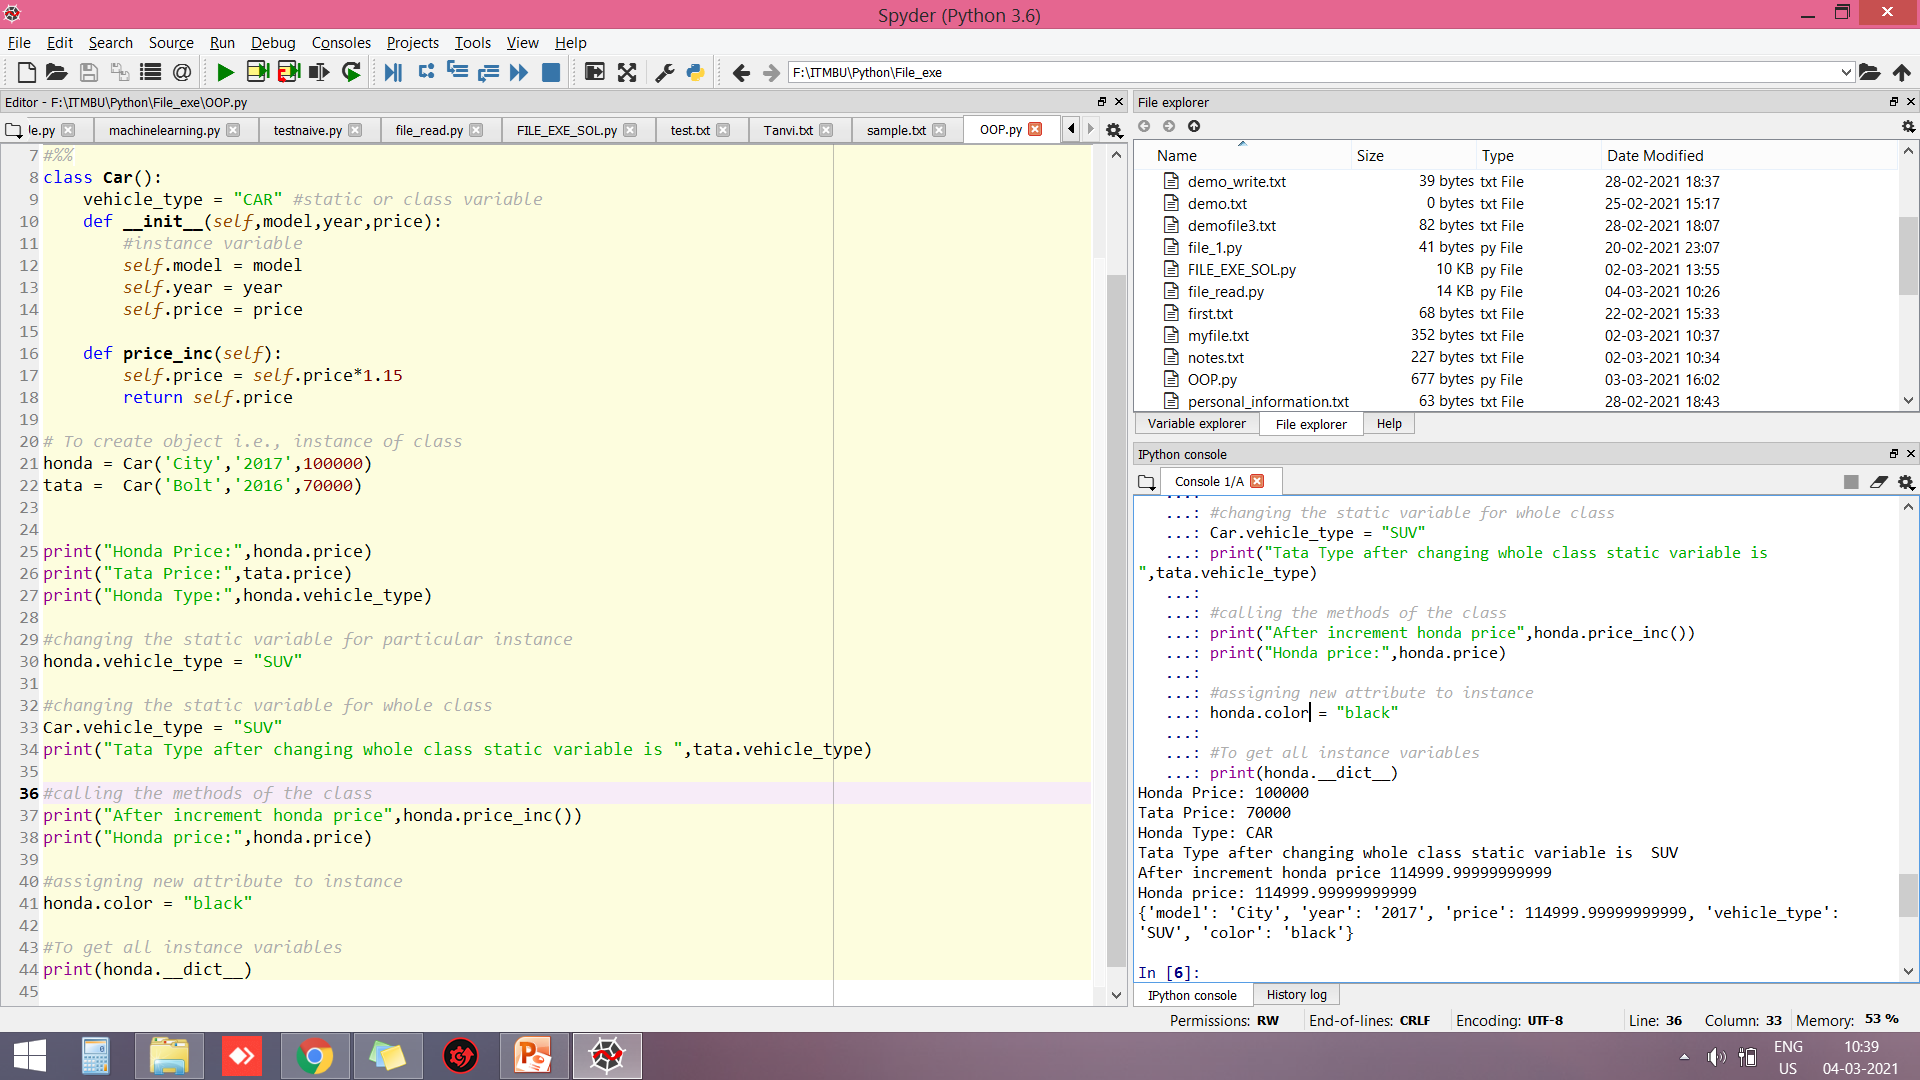 Spyder (Python 3.6)
File Edit Search Source Run Debug Consoles Projects Tools View Help
F:\ITMBU\Python\File_exe
Editor - F:\ITMBU\Python\File_exe\OOP.py
le.py machinelearning.py testnaive.py file_read.py FILE_EXE_SOL.py test.txt Tanvi.txt sample.txt OOP.py
7 #%%
8 class Car():
9     vehicle_type = "CAR" #static or class variable
10     def __init__(self,model,year,price):
11         #instance variable
12         self.model = model
13         self.year = year
14         self.price = price
15
16     def price_inc(self):
17         self.price = self.price*1.15
18         return self.price
19
20 # To create object i.e., instance of class
21 honda = Car('City','2017',100000)
22 tata =  Car('Bolt','2016',70000)
23
24
25 print("Honda Price:",honda.price)
26 print("Tata Price:",tata.price)
27 print("Honda Type:",honda.vehicle_type)
28
29 #changing the static variable for particular instance
30 honda.vehicle_type = "SUV"
31
32 #changing the static variable for whole class
33 Car.vehicle_type = "SUV"
34 print("Tata Type after changing whole class static variable is ",tata.vehicle_type)
35
36 #calling the methods of the class
37 print("After increment honda price",honda.price_inc())
38 print("Honda price:",honda.price)
39
40 #assigning new attribute to instance
41 honda.color = "black"
42
43 #To get all instance variables
44 print(honda.__dict__)
45
File explorer
Name Size Type Date Modified
demo_write.txt 39 bytes txt File 28-02-2021 18:37
demo.txt 0 bytes txt File 25-02-2021 15:17
demofile3.txt 82 bytes txt File 28-02-2021 18:07
file_1.py 41 bytes py File 20-02-2021 23:07
FILE_EXE_SOL.py 10 KB py File 02-03-2021 13:55
file_read.py 14 KB py File 04-03-2021 10:26
first.txt 68 bytes txt File 22-02-2021 15:33
myfile.txt 352 bytes txt File 02-03-2021 10:37
notes.txt 227 bytes txt File 02-03-2021 10:34
OOP.py 677 bytes py File 03-03-2021 16:02
personal_information.txt 63 bytes txt File 28-02-2021 18:43
Variable explorer File explorer Help
IPython console
Console 1/A
...: #changing the static variable for whole class
...: Car.vehicle_type = "SUV"
...: print("Tata Type after changing whole class static variable is
",tata.vehicle_type)
...:
...: #calling the methods of the class
...: print("After increment honda price",honda.price_inc())
...: print("Honda price:",honda.price)
...:
...: #assigning new attribute to instance
...: honda.color = "black"
...:
...: #To get all instance variables
...: print(honda.__dict__)
Honda Price: 100000
Tata Price: 70000
Honda Type: CAR
Tata Type after changing whole class static variable is  SUV
After increment honda price 114999.99999999999
Honda price: 114999.99999999999
{'model': 'City', 'year': '2017', 'price': 114999.99999999999, 'vehicle_type':
'SUV', 'color': 'black'}
In [6]:
IPython console History log
Permissions: RW End-of-lines: CRLF Encoding: UTF-8 Line: 36 Column: 33 Memory: 53 %
ENG 10:39
US 04-03-2021